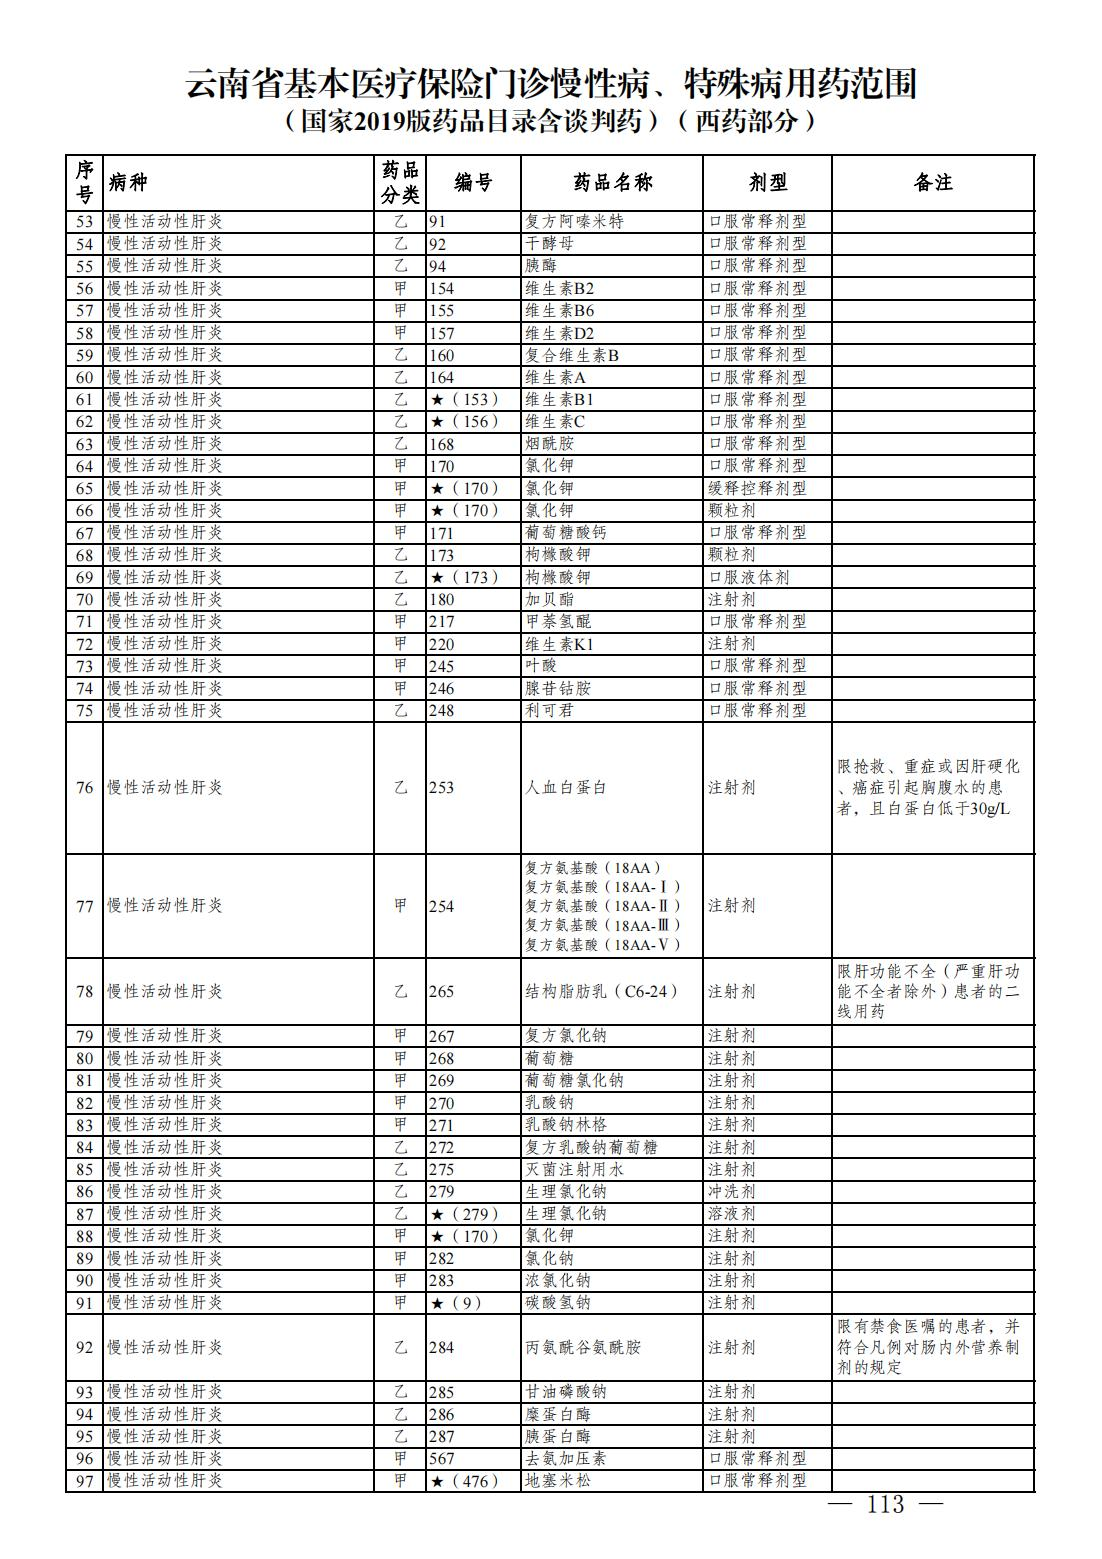 云南省基本医疗保险门诊慢性病、特殊病用药范围
（国家2019版药品目录含谈判药）（西药部分）
序号 病种 药品分类 编号 药品名称 剂型 备注
53 慢性活动性肝炎 乙 91 复方阿嗪米特 口服常释剂型
54 慢性活动性肝炎 乙 92 干酵母 口服常释剂型
55 慢性活动性肝炎 乙 94 胰酶 口服常释剂型
56 慢性活动性肝炎 甲 154 维生素B2 口服常释剂型
57 慢性活动性肝炎 甲 155 维生素B6 口服常释剂型
58 慢性活动性肝炎 甲 157 维生素D2 口服常释剂型
59 慢性活动性肝炎 乙 160 复合维生素B 口服常释剂型
60 慢性活动性肝炎 乙 164 维生素A 口服常释剂型
61 慢性活动性肝炎 乙 ★（153） 维生素B1 口服常释剂型
62 慢性活动性肝炎 乙 ★（156） 维生素C 口服常释剂型
63 慢性活动性肝炎 乙 168 烟酰胺 口服常释剂型
64 慢性活动性肝炎 甲 170 氯化钾 口服常释剂型
65 慢性活动性肝炎 甲 ★（170） 氯化钾 缓释控释剂型
66 慢性活动性肝炎 甲 ★（170） 氯化钾 颗粒剂
67 慢性活动性肝炎 甲 171 葡萄糖酸钙 口服常释剂型
68 慢性活动性肝炎 乙 173 枸橼酸钾 颗粒剂
69 慢性活动性肝炎 乙 ★（173） 枸橼酸钾 口服液体剂
70 慢性活动性肝炎 乙 180 加贝酯 注射剂
71 慢性活动性肝炎 甲 217 甲萘氢醌 口服常释剂型
72 慢性活动性肝炎 甲 220 维生素K1 注射剂
73 慢性活动性肝炎 甲 245 叶酸 口服常释剂型
74 慢性活动性肝炎 甲 246 腺苷钴胺 口服常释剂型
75 慢性活动性肝炎 乙 248 利可君 口服常释剂型
76 慢性活动性肝炎 乙 253 人血白蛋白 注射剂 限抢救、重症或因肝硬化
、癌症引起胸腹水的患
者，且白蛋白低于30g/L
77 慢性活动性肝炎 甲 254 复方氨基酸（18AA）
复方氨基酸（18AA-Ⅰ）
复方氨基酸（18AA-Ⅱ） 注射剂
复方氨基酸（18AA-Ⅲ）
复方氨基酸（18AA-Ⅴ）
78 慢性活动性肝炎 乙 265 结构脂肪乳（C6-24） 注射剂 限肝功能不全（严重肝功
能不全者除外）患者的二
线用药
79 慢性活动性肝炎 甲 267 复方氯化钠 注射剂
80 慢性活动性肝炎 甲 268 葡萄糖 注射剂
81 慢性活动性肝炎 甲 269 葡萄糖氯化钠 注射剂
82 慢性活动性肝炎 甲 270 乳酸钠 注射剂
83 慢性活动性肝炎 甲 271 乳酸钠林格 注射剂
84 慢性活动性肝炎 乙 272 复方乳酸钠葡萄糖 注射剂
85 慢性活动性肝炎 乙 275 灭菌注射用水 注射剂
86 慢性活动性肝炎 乙 279 生理氯化钠 冲洗剂
87 慢性活动性肝炎 乙 ★（279） 生理氯化钠 溶液剂
88 慢性活动性肝炎 甲 ★（170） 氯化钾 注射剂
89 慢性活动性肝炎 甲 282 氯化钠 注射剂
90 慢性活动性肝炎 甲 283 浓氯化钠 注射剂
91 慢性活动性肝炎 甲 ★（9） 碳酸氢钠 注射剂
92 慢性活动性肝炎 乙 284 丙氨酰谷氨酰胺 注射剂 限有禁食医嘱的患者，并
符合凡例对肠内外营养制
剂的规定
93 慢性活动性肝炎 乙 285 甘油磷酸钠 注射剂
94 慢性活动性肝炎 乙 286 糜蛋白酶 注射剂
95 慢性活动性肝炎 乙 287 胰蛋白酶 注射剂
96 慢性活动性肝炎 甲 567 去氨加压素 口服常释剂型
97 慢性活动性肝炎 甲 ★（476） 地塞米松 口服常释剂型
— 113 —